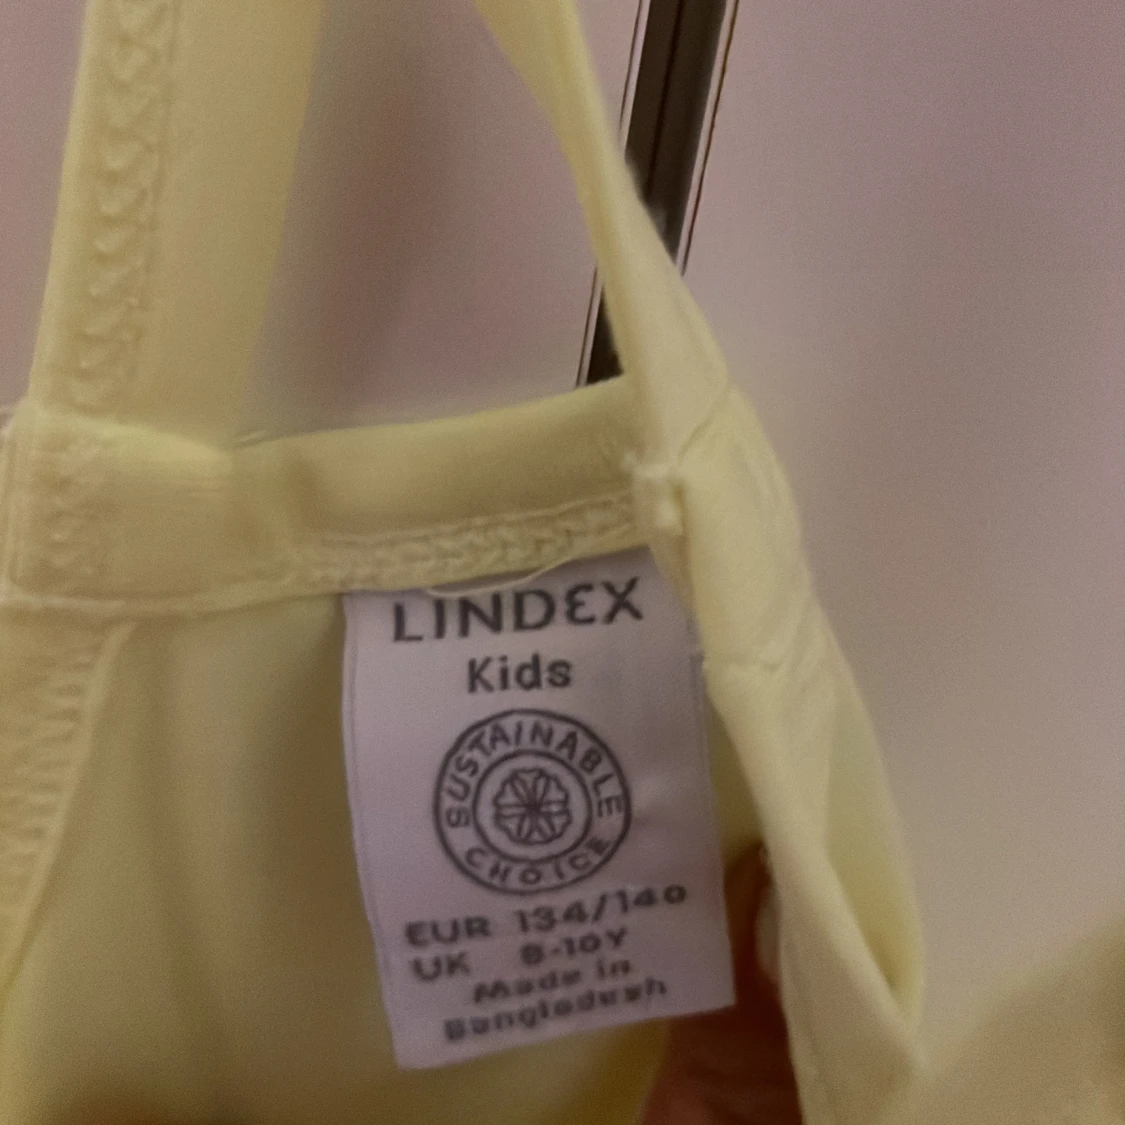 LINDEX
Kids
SUSTAINABLE
CHOICE
EUR 134/140
UK 8-10Y
Made in
Bangladesh